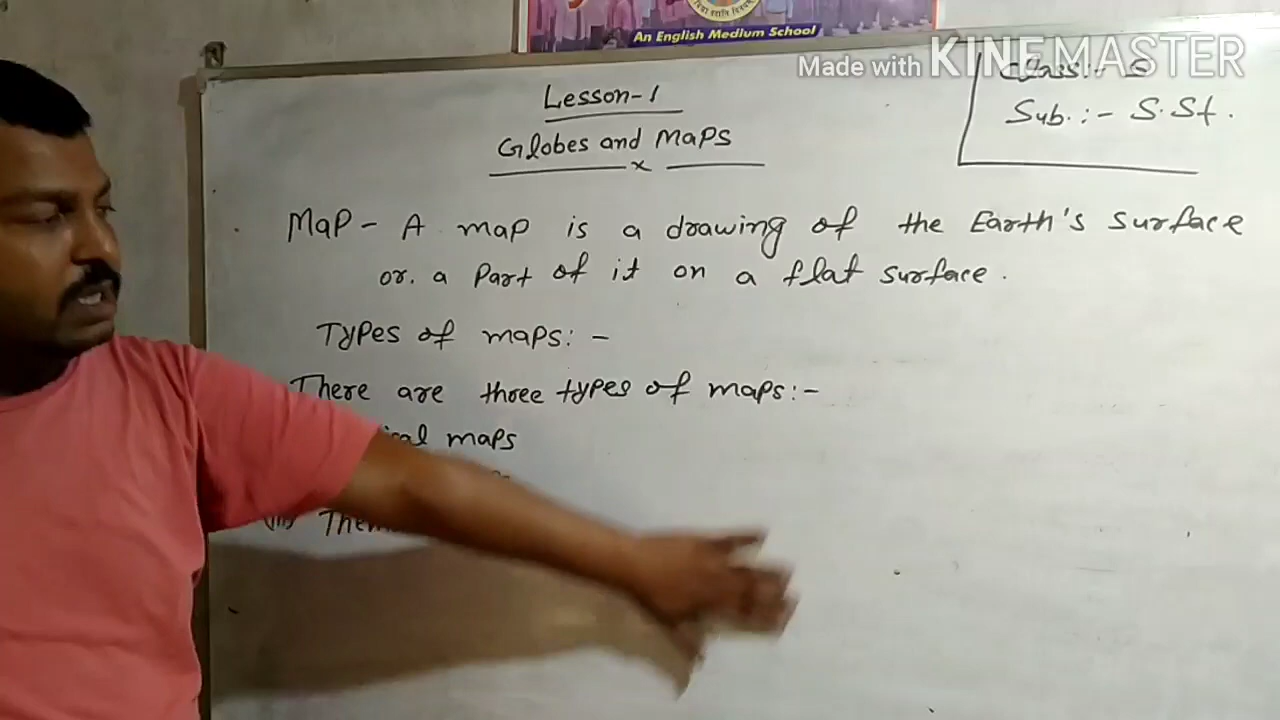 An English Medium School
Made with KINEMASTER
Class:-
Sub.:- S.St.
Lesson-1
Globes and Maps
x
Map - A map is a drawing of the Earth's surface
or. a Part of it on a flat surface.
Types of maps:-
There are three types of maps:-
maps
(iii)